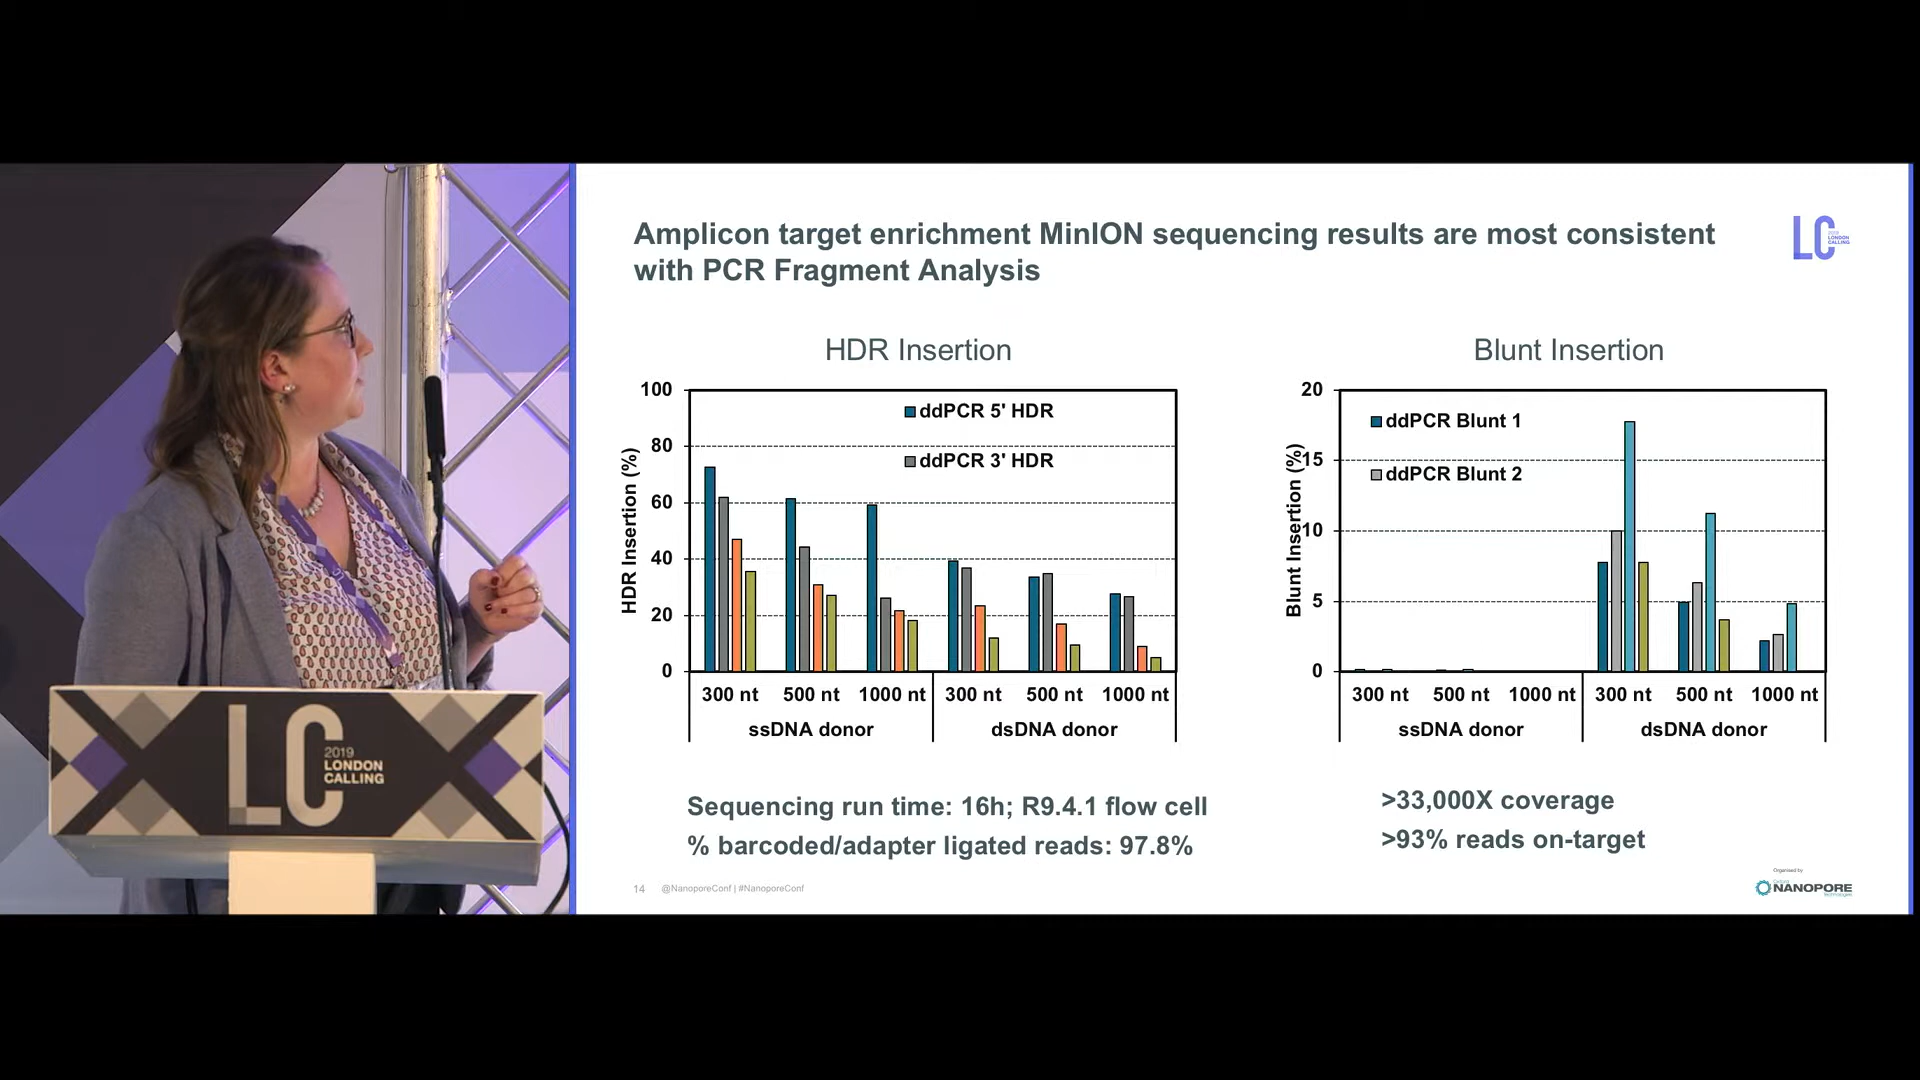 Amplicon target enrichment MinION sequencing results are most consistent
with PCR Fragment Analysis
LC
LONDON
CALLING
HDR Insertion
100
80
60
40
20
0
HDR Insertion (%)
ddPCR 5' HDR
ddPCR 3' HDR
300 nt 500 nt 1000 nt 300 nt 500 nt 1000 nt
ssDNA donor dsDNA donor
Blunt Insertion
20
15
10
5
0
Blunt Insertion (%)
ddPCR Blunt 1
ddPCR Blunt 2
300 nt 500 nt 1000 nt 300 nt 500 nt 1000 nt
ssDNA donor dsDNA donor
Sequencing run time: 16h; R9.4.1 flow cell
% barcoded/adapter ligated reads: 97.8%
>33,000X coverage
>93% reads on-target
14 @NanoporeConf | #NanoporeConf
Organised by
NANOPORE
LC
2019
LONDON
CALLING